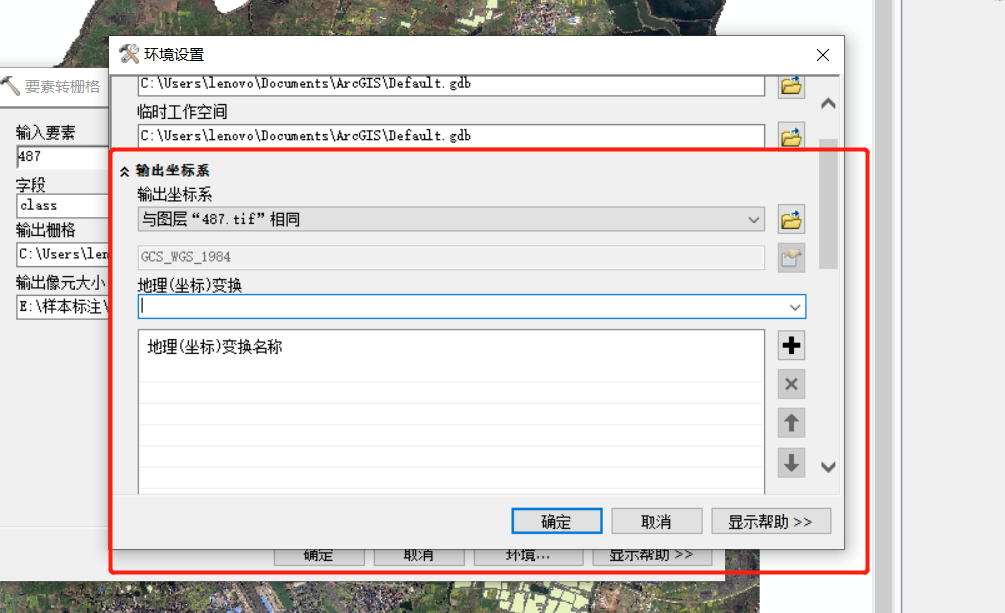 环境设置
C:\Users\lenovo\Documents\ArcGIS\Default.gdb
临时工作空间
C:\Users\lenovo\Documents\ArcGIS\Default.gdb
输出坐标系
输出坐标系
与图层“487.tif”相同
GCS_WGS_1984
地理(坐标)变换
地理(坐标)变换名称
确定
取消
显示帮助 >>
要素转栅格
输入要素
487
字段
class
输出栅格
C:\Users\len
输出像元大小
E:\样本标注\
确定
取消
环境...
显示帮助 >>